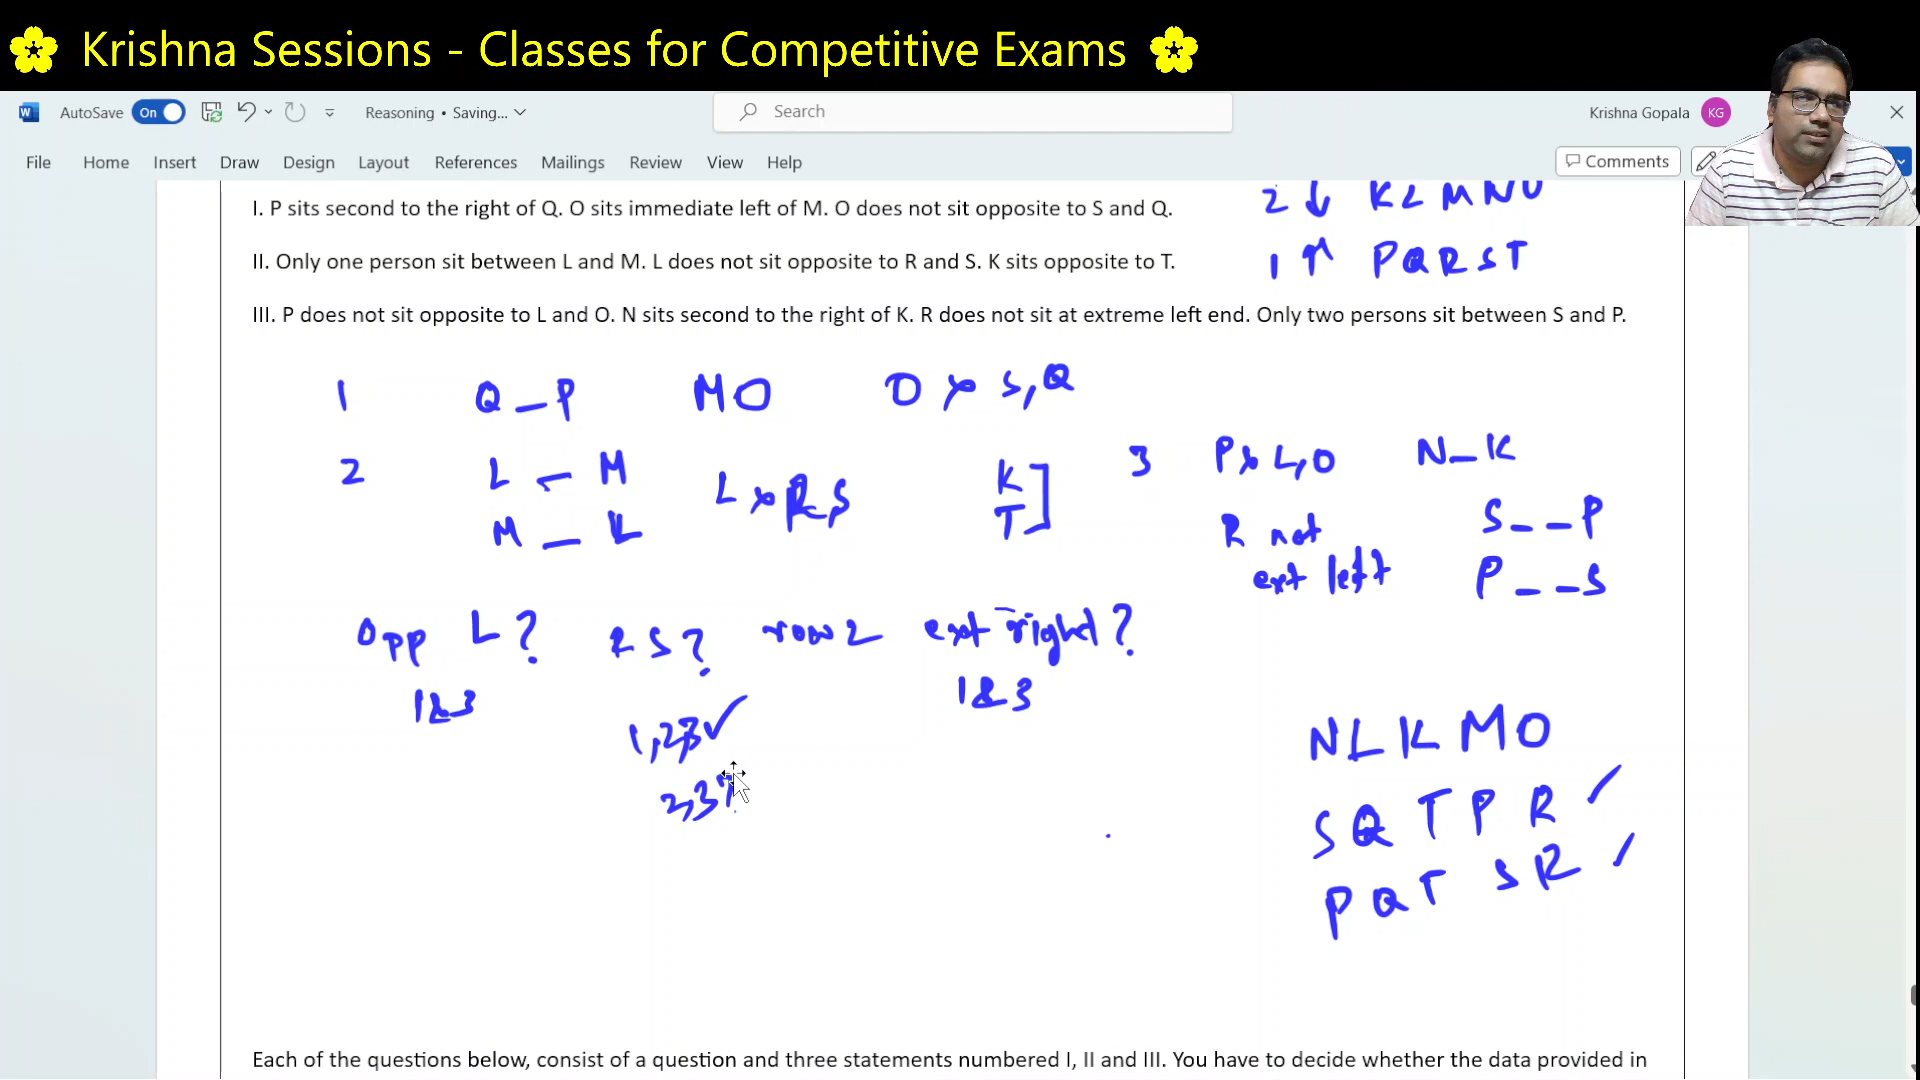 Krishna Sessions - Classes for Competitive Exams
AutoSave On Reasoning • Saving... Search Krishna Gopala KG
File Home Insert Draw Design Layout References Mailings Review View Help Comments
I. P sits second to the right of Q. O sits immediate left of M. O does not sit opposite to S and Q.
2 ↓ K L M N O
II. Only one person sit between L and M. L does not sit opposite to R and S. K sits opposite to T.
1 ↑ P Q R S T
III. P does not sit opposite to L and O. N sits second to the right of K. R does not sit at extreme left end. Only two persons sit between S and P.
1 Q _ P M O O x S, Q
2 L _ M L x R, S K T ]
M _ L
3 P x L, O N _ K
R not ext left
S _ _ P
P _ _ S
Opp L? R S? row 2 ext right?
1&3 1,2,3 ✓ 1&3
2,3 ?
N L K M O
S Q T P R ✓
P Q T S R ✓
Each of the questions below, consist of a question and three statements numbered I, II and III. You have to decide whether the data provided in